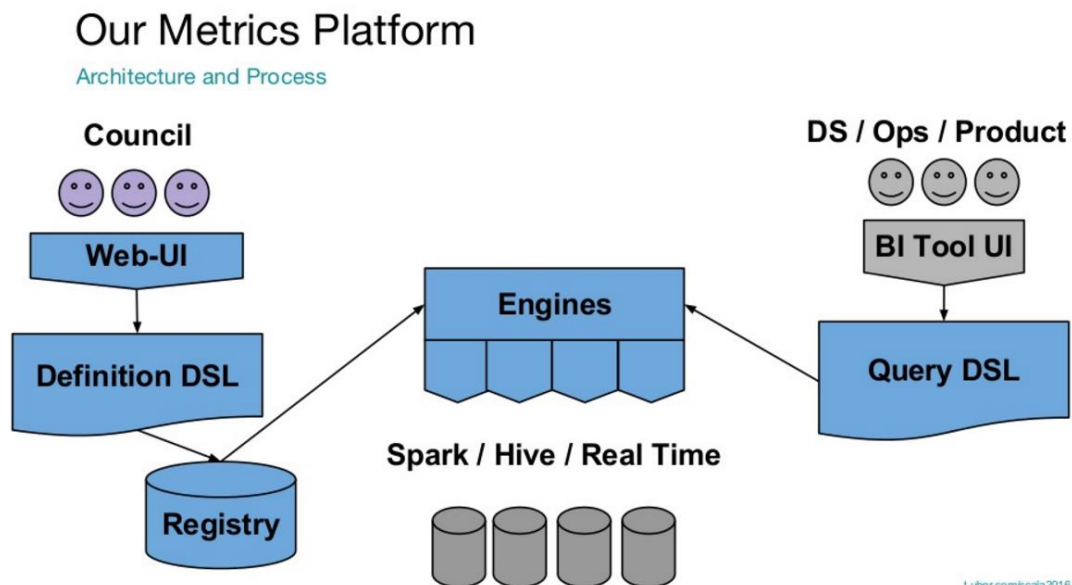 Our Metrics Platform
Architecture and Process
Council
DS / Ops / Product
Web-UI
BI Tool UI
Engines
Definition DSL
Query DSL
Spark / Hive / Real Time
Registry